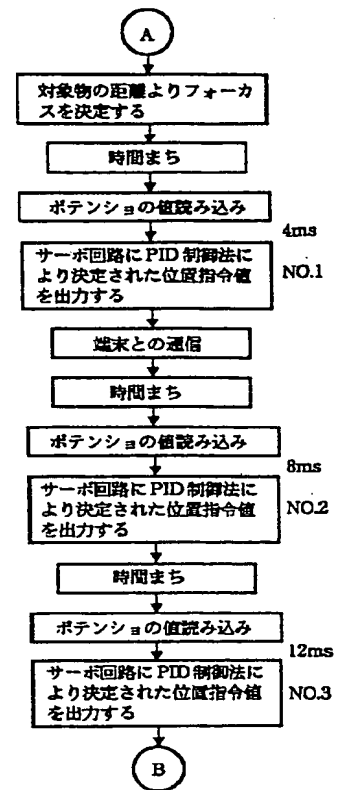 A
対象物の距離よりフォーカ
スを決定する
時間まち
ポテンショの値読み込み
4ms
サーボ回路にPID制御法に
より決定された位置指令値
を出力する
NO.1
端末との通信
時間まち
ポテンショの値読み込み
8ms
サーボ回路にPID制御法に
より決定された位置指令値
を出力する
NO.2
時間まち
ポテンショの値読み込み
12ms
サーボ回路にPID制御法に
より決定された位置指令値
を出力する
NO.3
B